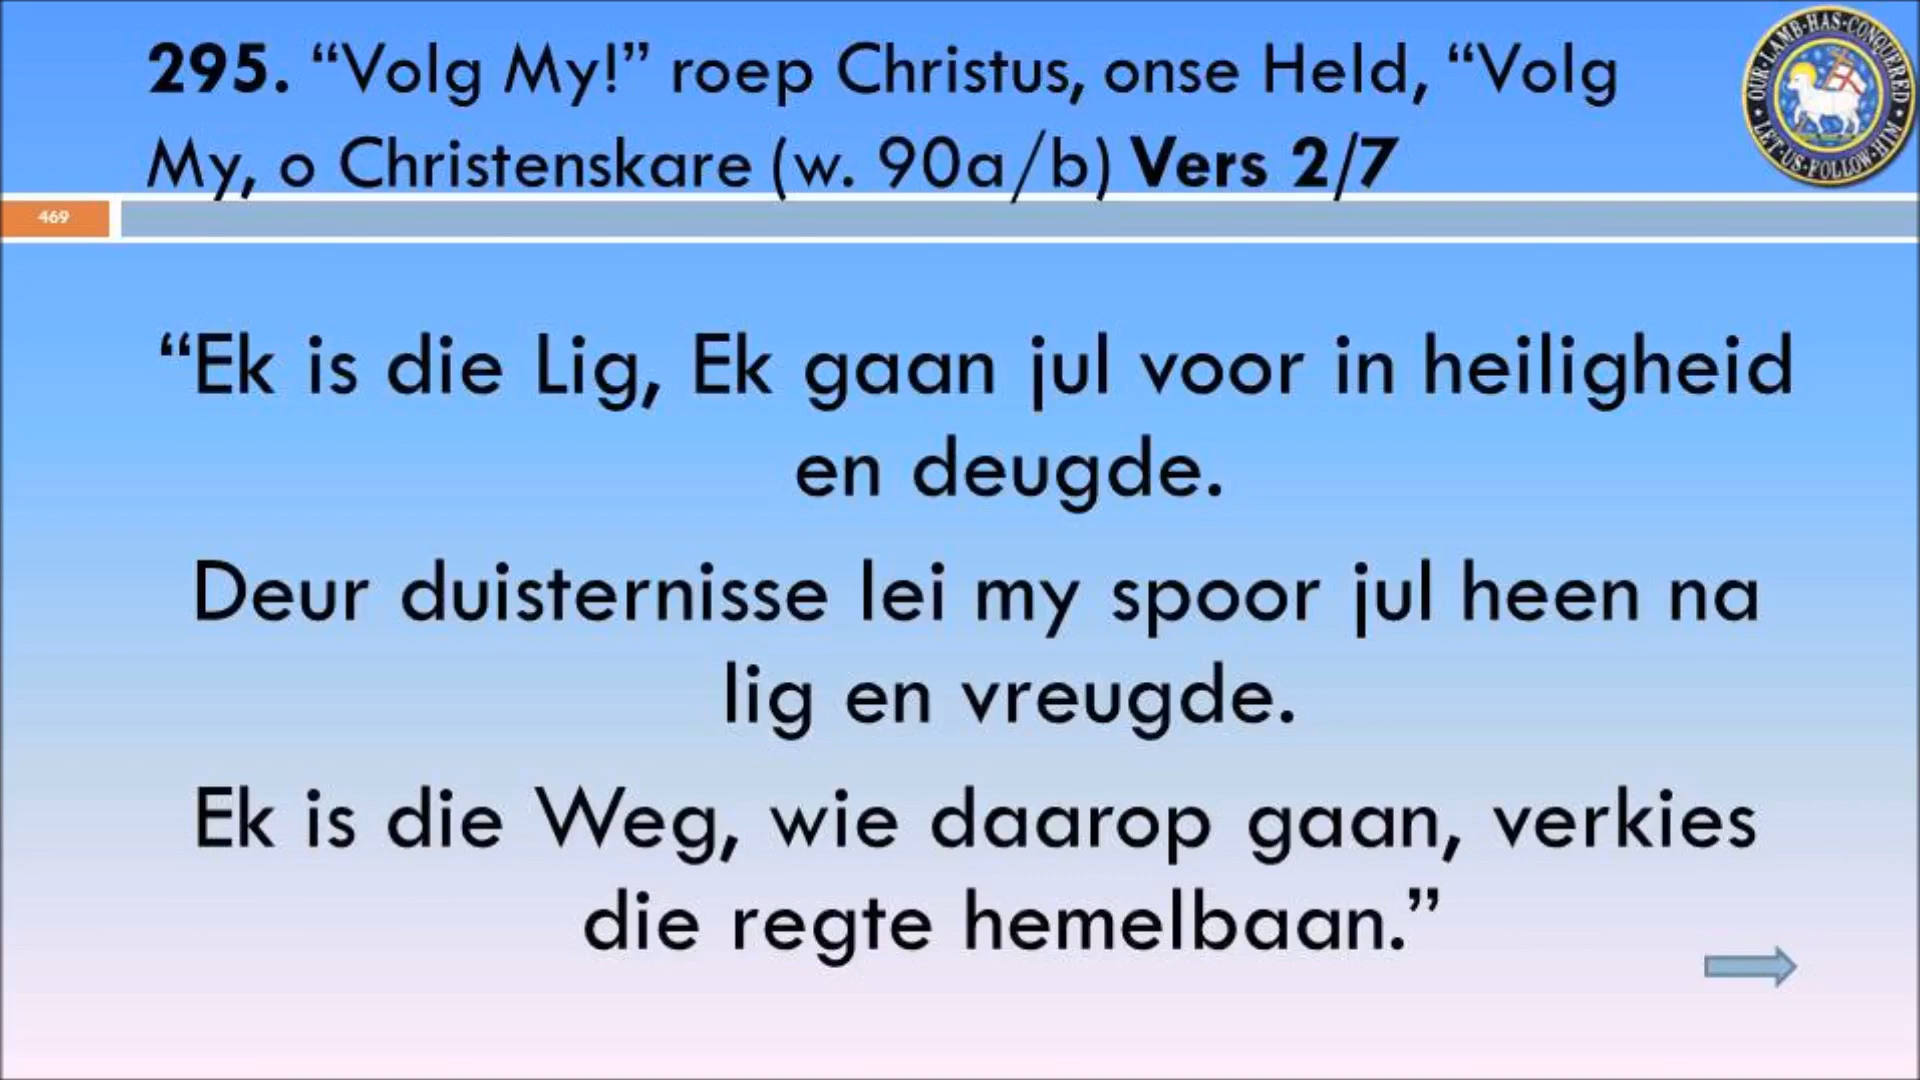 295. “Volg My!” roep Christus, onse Held, “Volg
My, o Christenskare (w. 90a/b) Vers 2/7
OUR·LAMB·HAS·CONQUERED
LET·US·FOLLOW·HIM
469
“Ek is die Lig, Ek gaan jul voor in heiligheid
en deugde.
Deur duisternisse lei my spoor jul heen na
lig en vreugde.
Ek is die Weg, wie daarop gaan, verkies
die regte hemelbaan.”